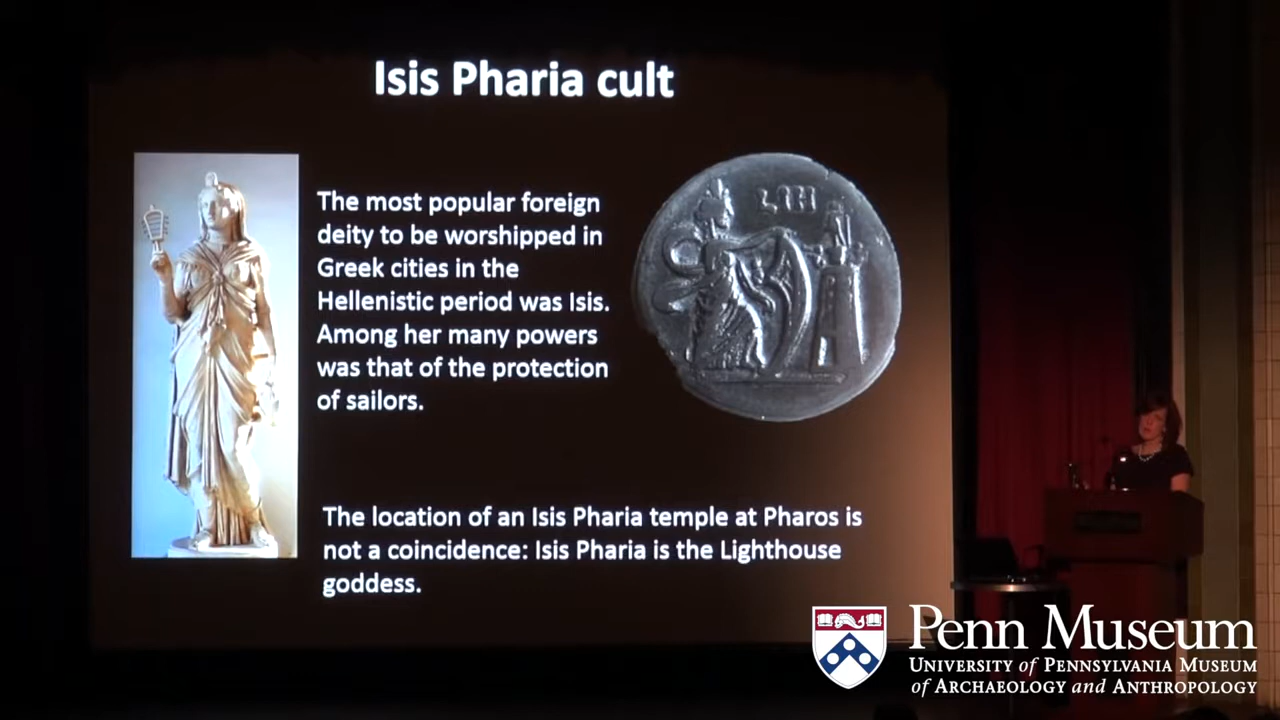 Isis Pharia cult
The most popular foreign
deity to be worshipped in
Greek cities in the
Hellenistic period was Isis.
Among her many powers
was that of the protection
of sailors.
LIH
The location of an Isis Pharia temple at Pharos is
not a coincidence: Isis Pharia is the Lighthouse
goddess.
Penn Museum
UNIVERSITY of PENNSYLVANIA MUSEUM
of ARCHAEOLOGY and ANTHROPOLOGY